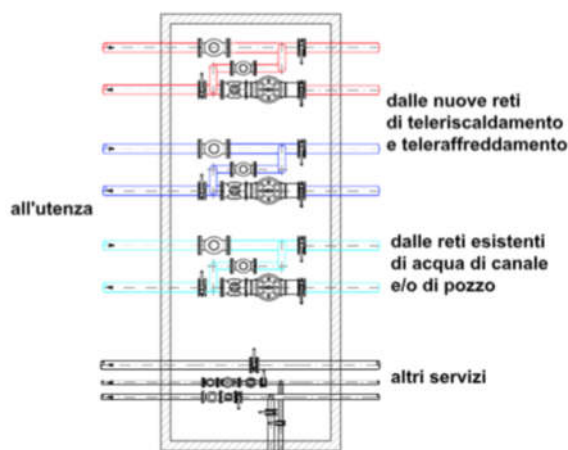 dalle nuove reti
di teleriscaldamento
e teleraffreddamento
all'utenza
dalle reti esistenti
di acqua di canale
e/o di pozzo
altri servizi